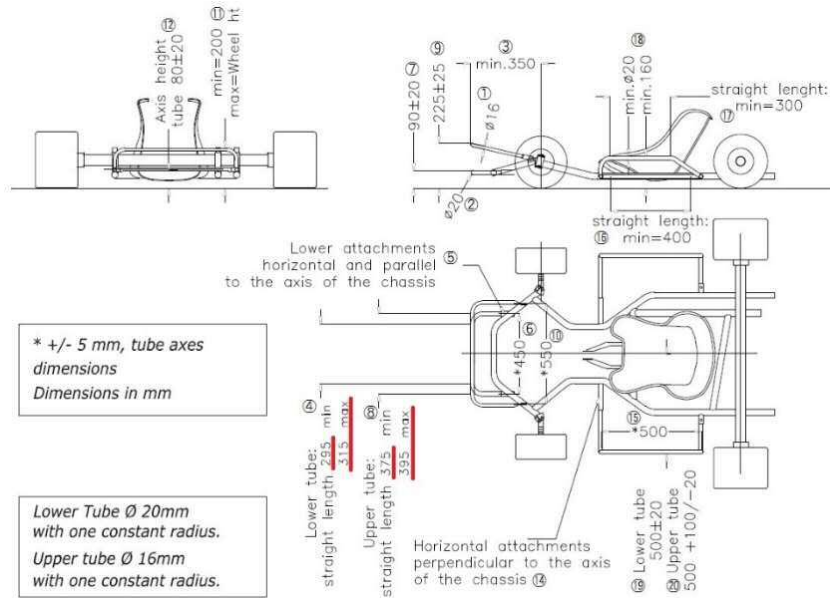 Axis height ⑫
tube 80±20
min=200 ⑪
max=Wheel ht
90±20 ⑦
225±25 ⑨
③
min.350
①
ø16
ø20
②
⑱
min.ø20
min.160
straight lenght:
min=300
⑰
straight length:
⑯ min=400
Lower attachments
horizontal and parallel ⑤
to the axis of the chassis
*450 ⑥
*550 ⑩
* +/- 5 mm, tube axes
dimensions
Dimensions in mm
④
Lower tube:
straight length 295 min
315 max
⑧
Upper tube:
straight length 375 min
395 max
⑮
*500
Lower Tube Ø 20mm
with one constant radius.
Upper tube Ø 16mm
with one constant radius.
Horizontal attachments
perpendicular to the axis
of the chassis ⑭
⑲ Lower tube
500±20
⑳ Upper tube
500 +100/-20